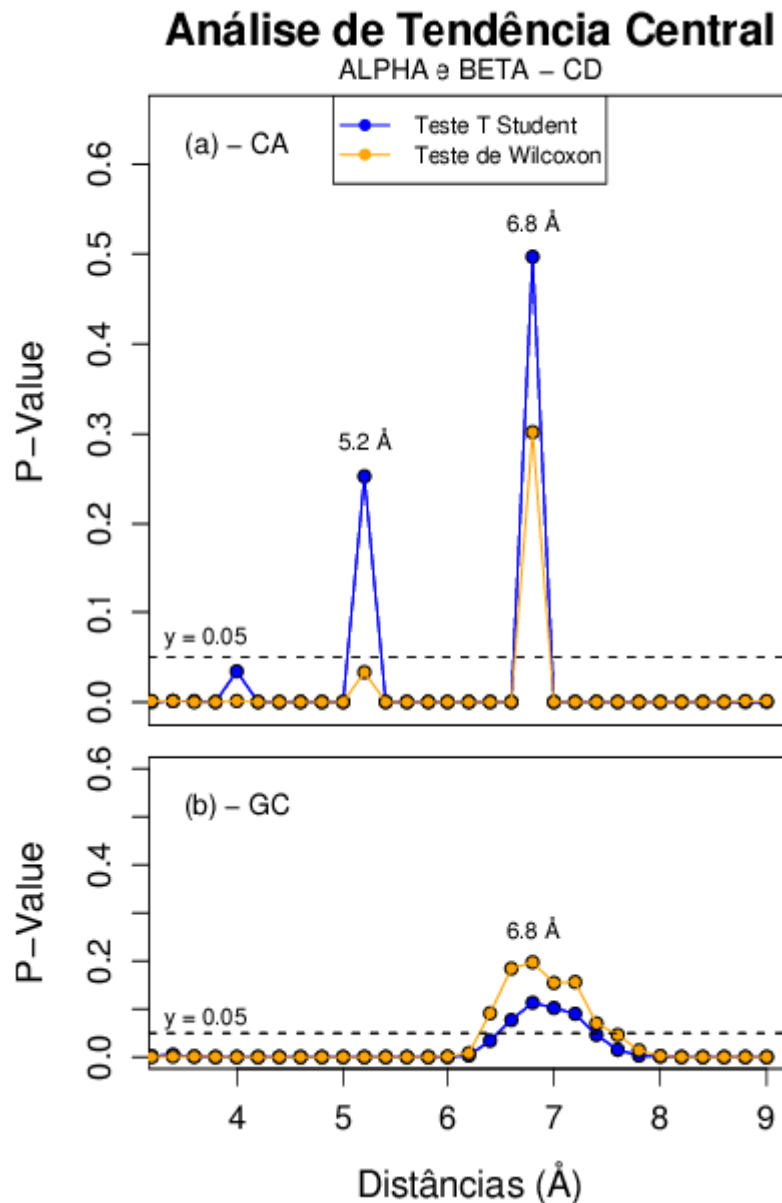 Análise de Tendência Central
ALPHA e BETA – CD
(a) – CA
Teste T Student
Teste de Wilcoxon
6.8 Å
5.2 Å
y = 0.05
0.6
0.5
0.4
0.3
0.2
0.1
0.0
P–Value
(b) – GC
6.8 Å
y = 0.05
0.6
0.4
0.2
0.0
P–Value
4 5 6 7 8 9
Distâncias (Å)